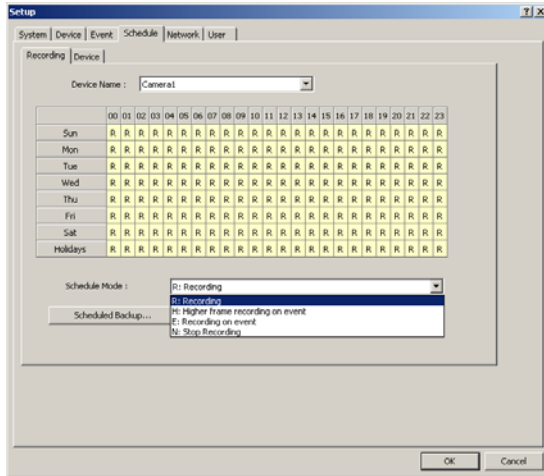 Setup
System Device Event Schedule Network User
Recording Device
Device Name : Camera1
00 01 02 03 04 05 06 07 08 09 10 11 12 13 14 15 16 17 18 19 20 21 22 23
Sun R R R R R R R R R R R R R R R R R R R R R R R R
Mon R R R R R R R R R R R R R R R R R R R R R R R R
Tue R R R R R R R R R R R R R R R R R R R R R R R R
Wed R R R R R R R R R R R R R R R R R R R R R R R R
Thu R R R R R R R R R R R R R R R R R R R R R R R R
Fri R R R R R R R R R R R R R R R R R R R R R R R R
Sat R R R R R R R R R R R R R R R R R R R R R R R R
Holidays R R R R R R R R R R R R R R R R R R R R R R R R
Schedule Mode : R: Recording
R: Recording
H: Higher frame recording on event
Scheduled Backup... E: Recording on event
N: Stop Recording
OK Cancel